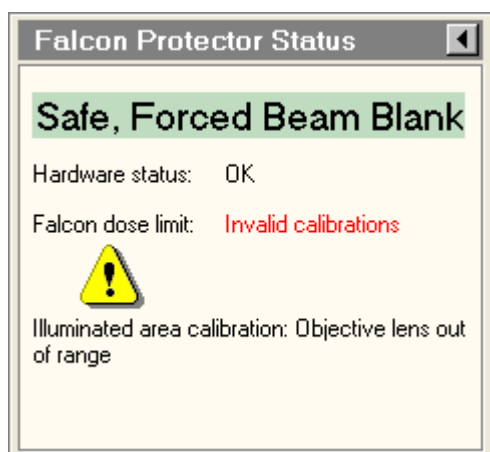 Falcon Protector Status
Safe, Forced Beam Blank
Hardware status: OK
Falcon dose limit: Invalid calibrations
Illuminated area calibration: Objective lens out
of range